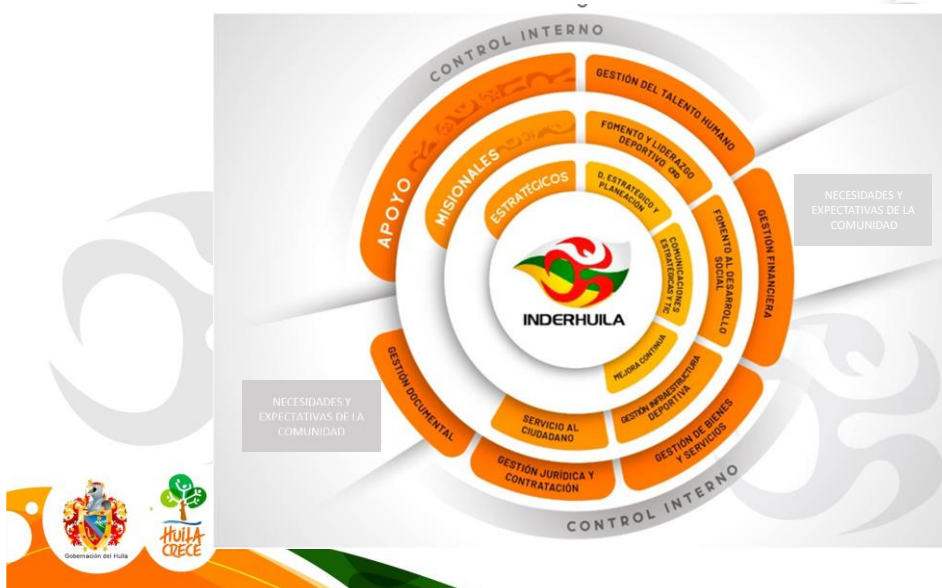 CONTROL INTERNO
APOYO
GESTIÓN DEL TALENTO HUMANO
MISIONALES
FOMENTO Y LIDERAZGO
DEPORTIVO CRD
ESTRATÉGICOS
D. ESTRATÉGICO Y
PLANEACIÓN
NECESIDADES Y
EXPECTATIVAS DE LA
COMUNIDAD
GESTIÓN FINANCIERA
FOMENTO AL DESARROLLO
SOCIAL
COMUNICACIONES
ESTRATÉGICAS Y TIC
INDERHUILA
MEJORA CONTINUA
GESTIÓN DOCUMENTAL
NECESIDADES Y
EXPECTATIVAS DE LA
COMUNIDAD
SERVICIO AL
CIUDADANO
GESTIÓN INFRAESTRUCTURA
DEPORTIVA
GESTIÓN DE BIENES
Y SERVICIOS
GESTIÓN JURÍDICA Y
CONTRATACIÓN
CONTROL INTERNO
Gobernación del Huila
HUILA
CRECE